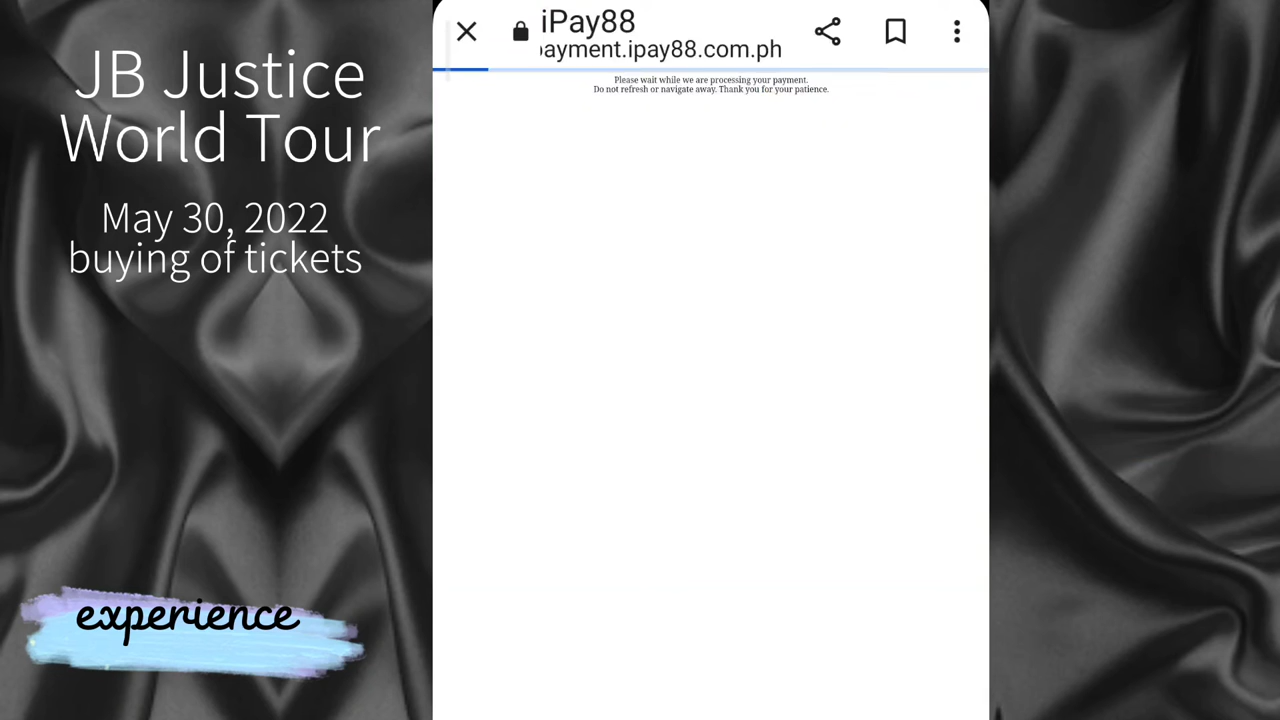 JB Justice
World Tour
May 30, 2022
buying of tickets
experience
iPay88
ayment.ipay88.com.ph
Please wait while we are processing your payment.
Do not refresh or navigate away. Thank you for your patience.